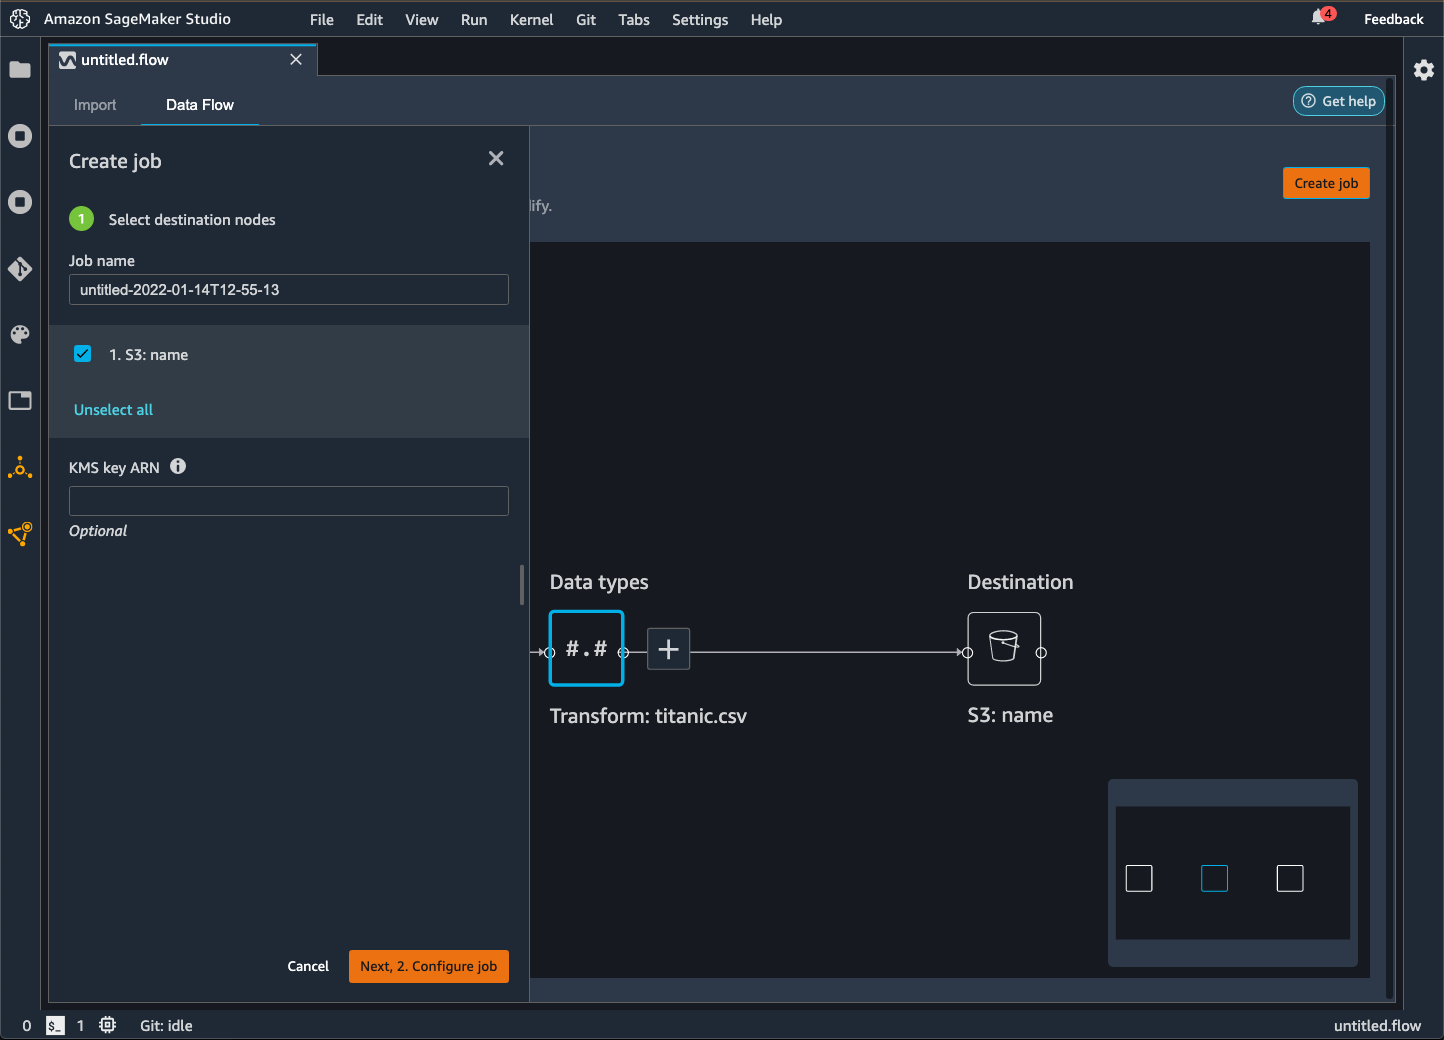 Amazon SageMaker Studio File Edit View Run Kernel Git Tabs Settings Help 4 Feedback
untitled.flow
Import Data Flow Get help
Create job
Create job
1 Select destination nodes
lify.
Job name
untitled-2022-01-14T12-55-13
1. S3: name
Unselect all
KMS key ARN
Optional
Data types Destination
#.#
Transform: titanic.csv S3: name
Cancel Next, 2. Configure job
0 $_ 1 Git: idle untitled.flow